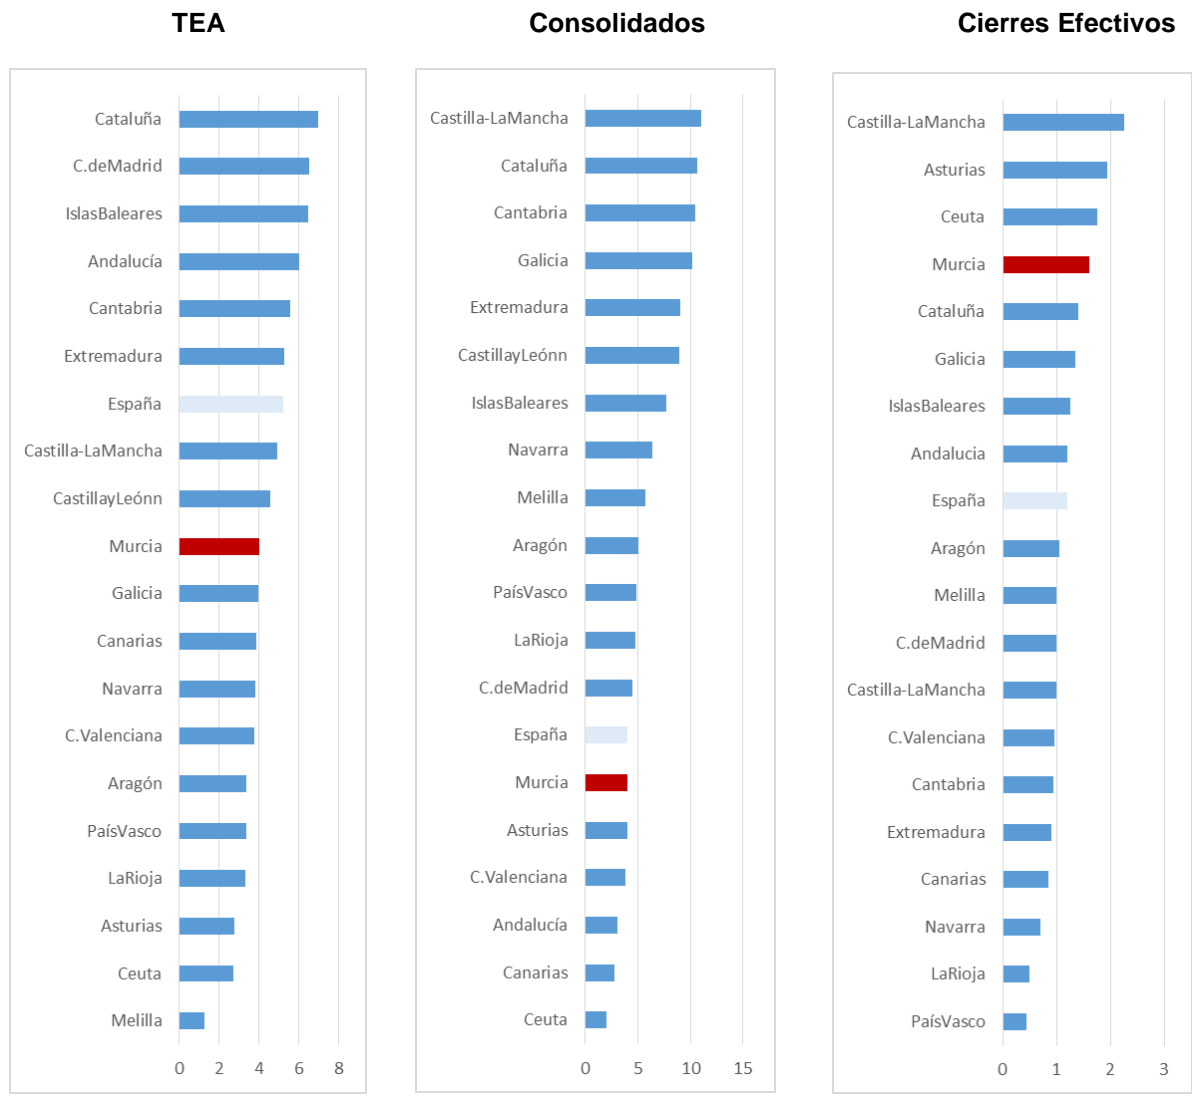 TEA
Consolidados
Cierres Efectivos
Cataluña
C.deMadrid
IslasBaleares
Andalucía
Cantabria
Extremadura
España
Castilla-LaMancha
CastillayLeónn
Murcia
Galicia
Canarias
Navarra
C.Valenciana
Aragón
PaísVasco
LaRioja
Asturias
Ceuta
Melilla
0 2 4 6 8
Castilla-LaMancha
Cataluña
Cantabria
Galicia
Extremadura
CastillayLeónn
IslasBaleares
Navarra
Melilla
Aragón
PaísVasco
LaRioja
C.deMadrid
España
Murcia
Asturias
C.Valenciana
Andalucía
Canarias
Ceuta
0 5 10 15
Castilla-LaMancha
Asturias
Ceuta
Murcia
Cataluña
Galicia
IslasBaleares
Andalucia
España
Aragón
Melilla
C.deMadrid
Castilla-LaMancha
C.Valenciana
Cantabria
Extremadura
Canarias
Navarra
LaRioja
PaísVasco
0 1 2 3